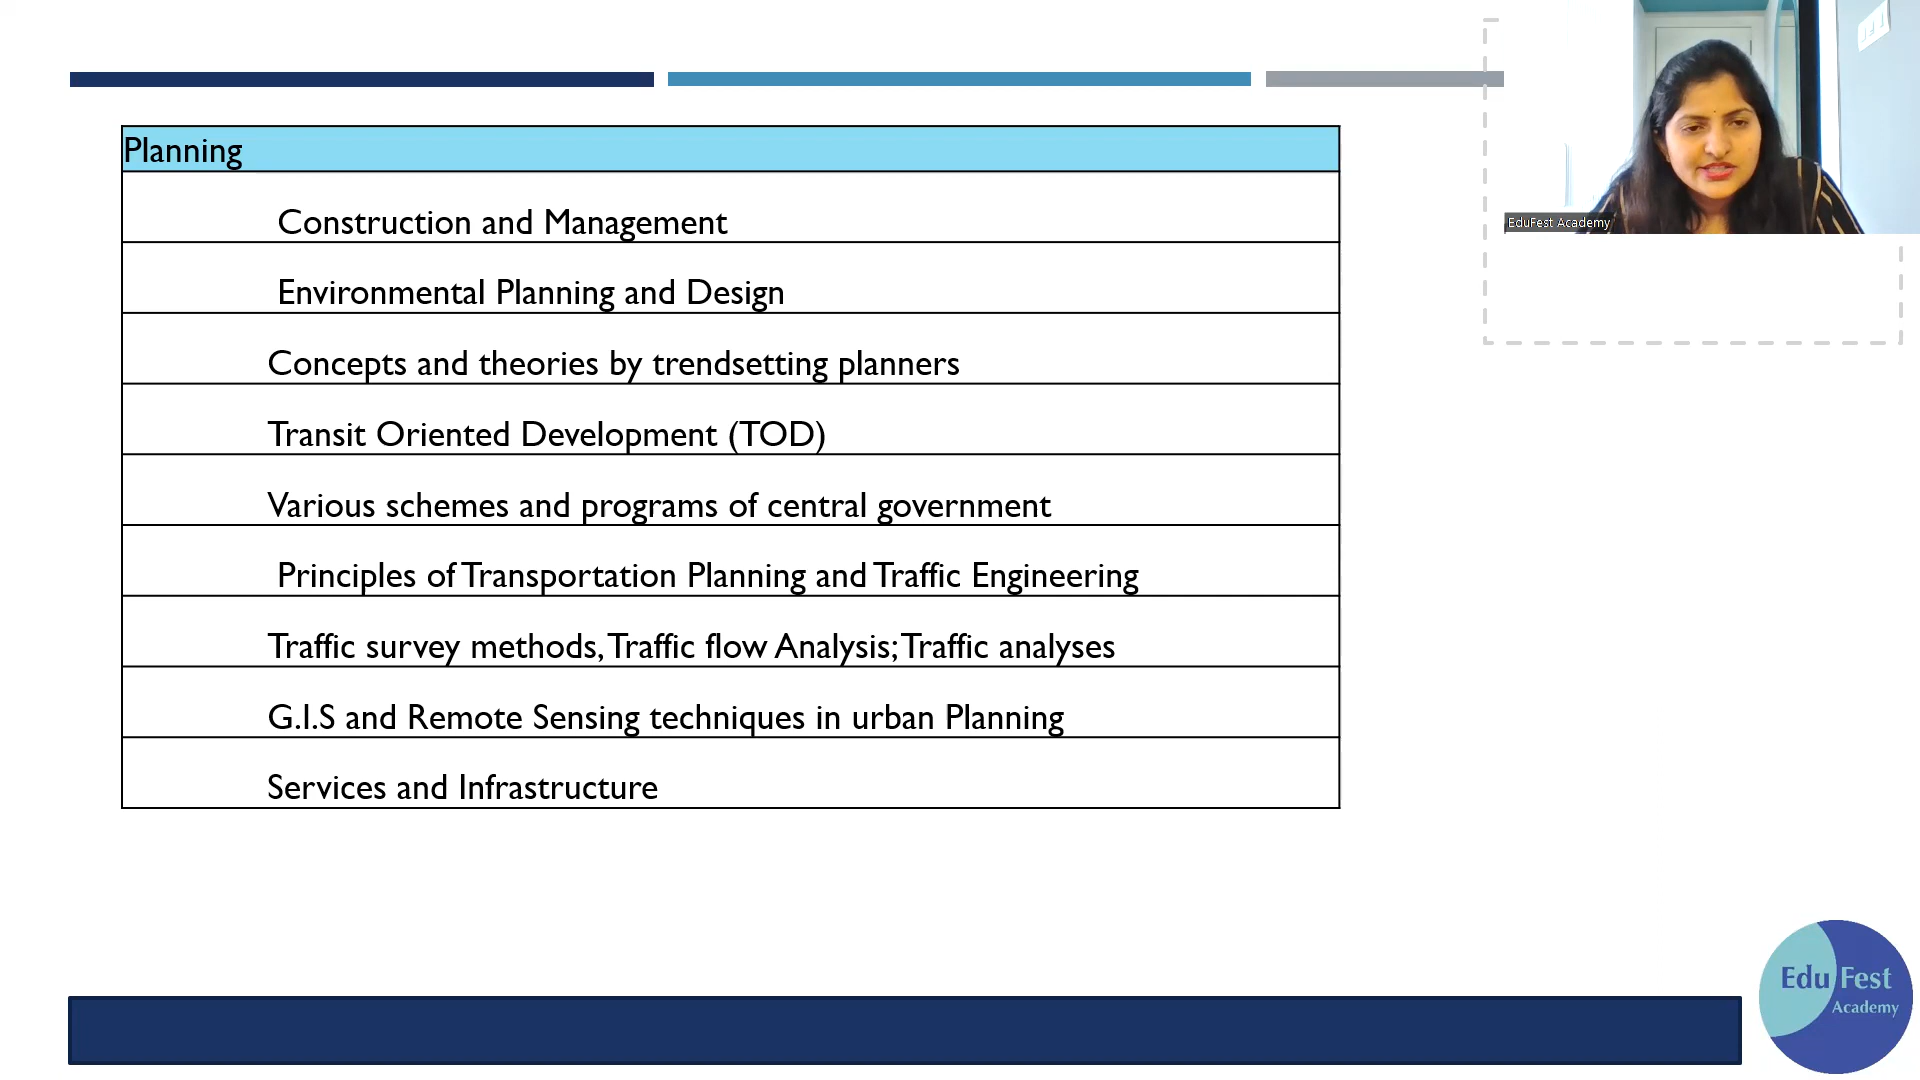 Planning
Construction and Management
Environmental Planning and Design
Concepts and theories by trendsetting planners
Transit Oriented Development (TOD)
Various schemes and programs of central government
Principles of Transportation Planning and Traffic Engineering
Traffic survey methods, Traffic flow Analysis; Traffic analyses
G.I.S and Remote Sensing techniques in urban Planning
Services and Infrastructure
EduFest Academy
Edu Fest
Academy